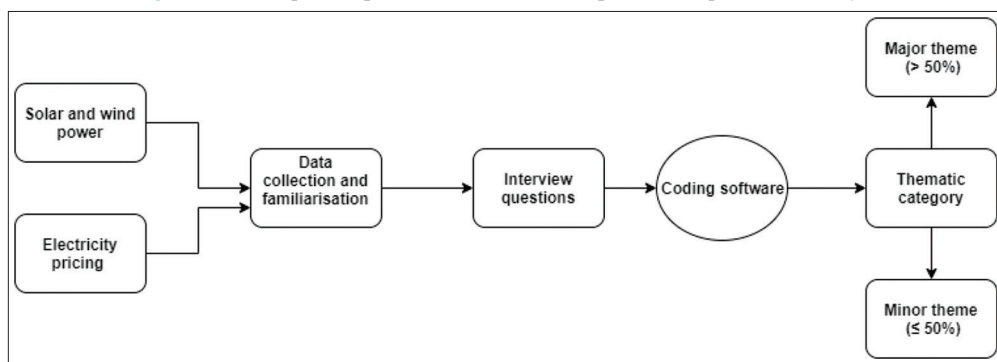 Solar and wind
power
Electricity
pricing
Data
collection and
familiarisation
Interview
questions
Coding software
Major theme
(> 50%)
Thematic
category
Minor theme
(≤ 50%)